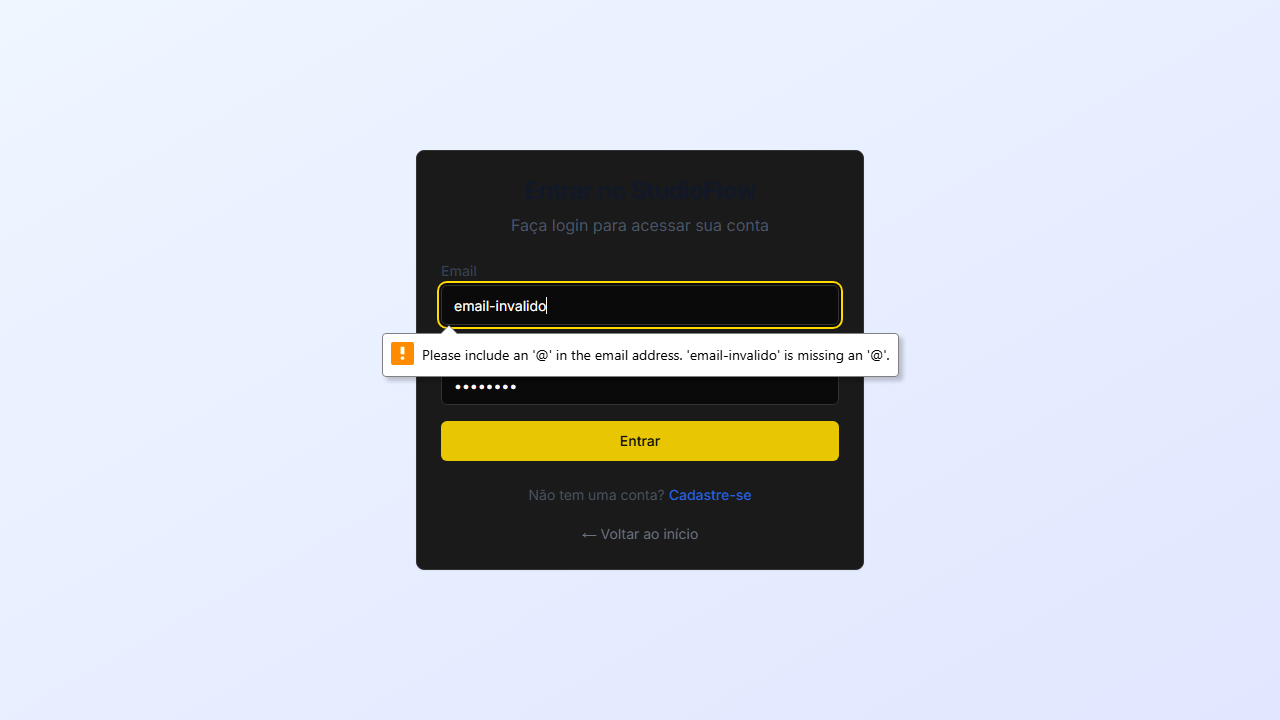 Entrar no StudioFlow
Faça login para acessar sua conta
Email
email-invalido
Please include an '@' in the email address. 'email-invalido' is missing an '@'.
••••••••
Entrar
Não tem uma conta? Cadastre-se
← Voltar ao início